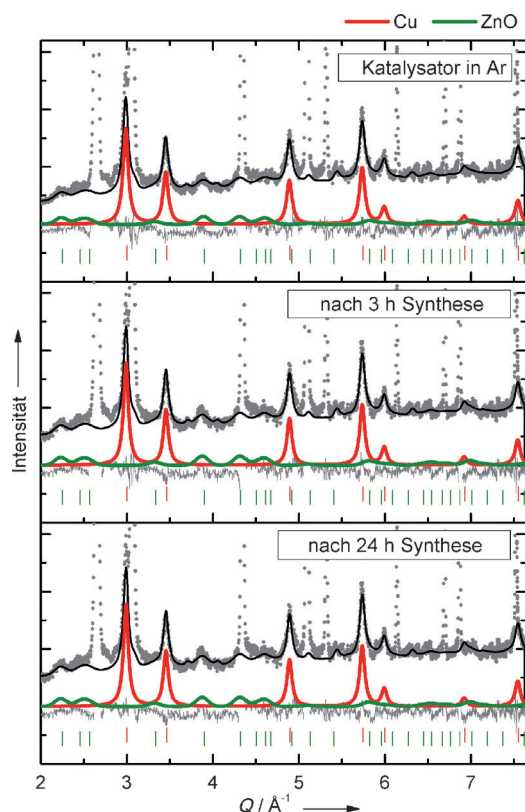 Cu ZnO
Katalysator in Ar
nach 3 h Synthese
nach 24 h Synthese
Intensität
2 3 4 5 6 7
Q / Å⁻¹